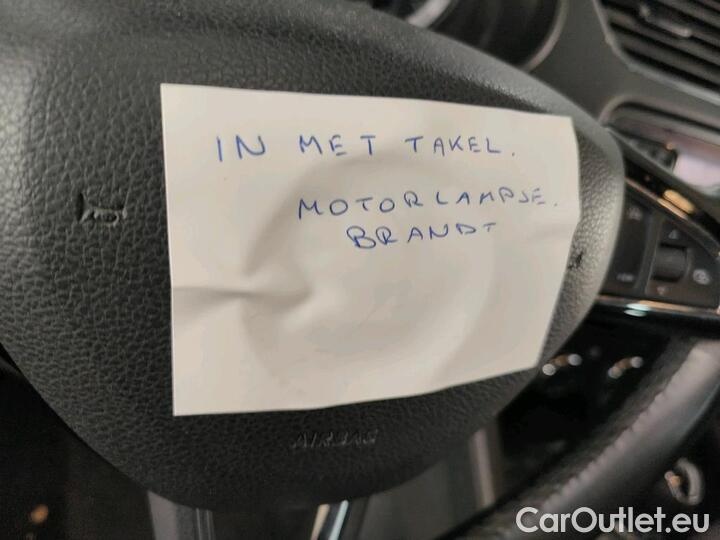 IN MET TAKEL.
MOTORLAMPJE.
BRANDT
AIRBAG
CarOutlet.eu